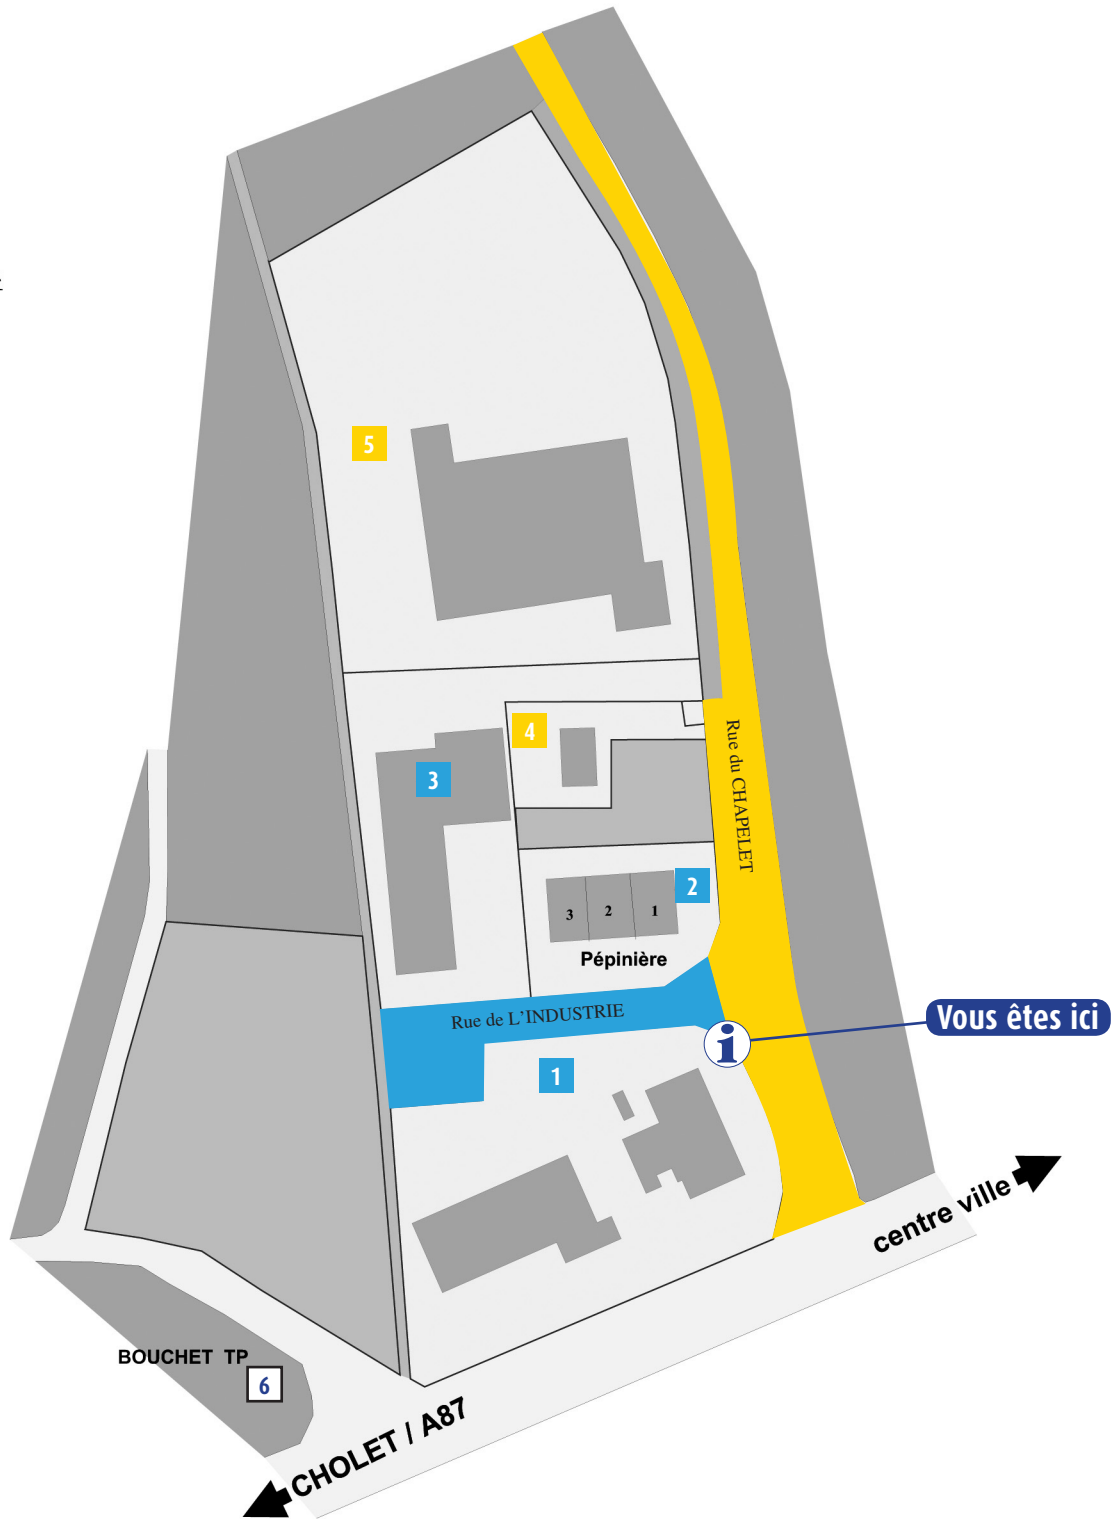 5
4
3
Rue du CHAPELET
2
3 2 1
Pépinière
Rue de L'INDUSTRIE
i
Vous êtes ici
1
centre ville
BOUCHET TP
6
CHOLET / A87